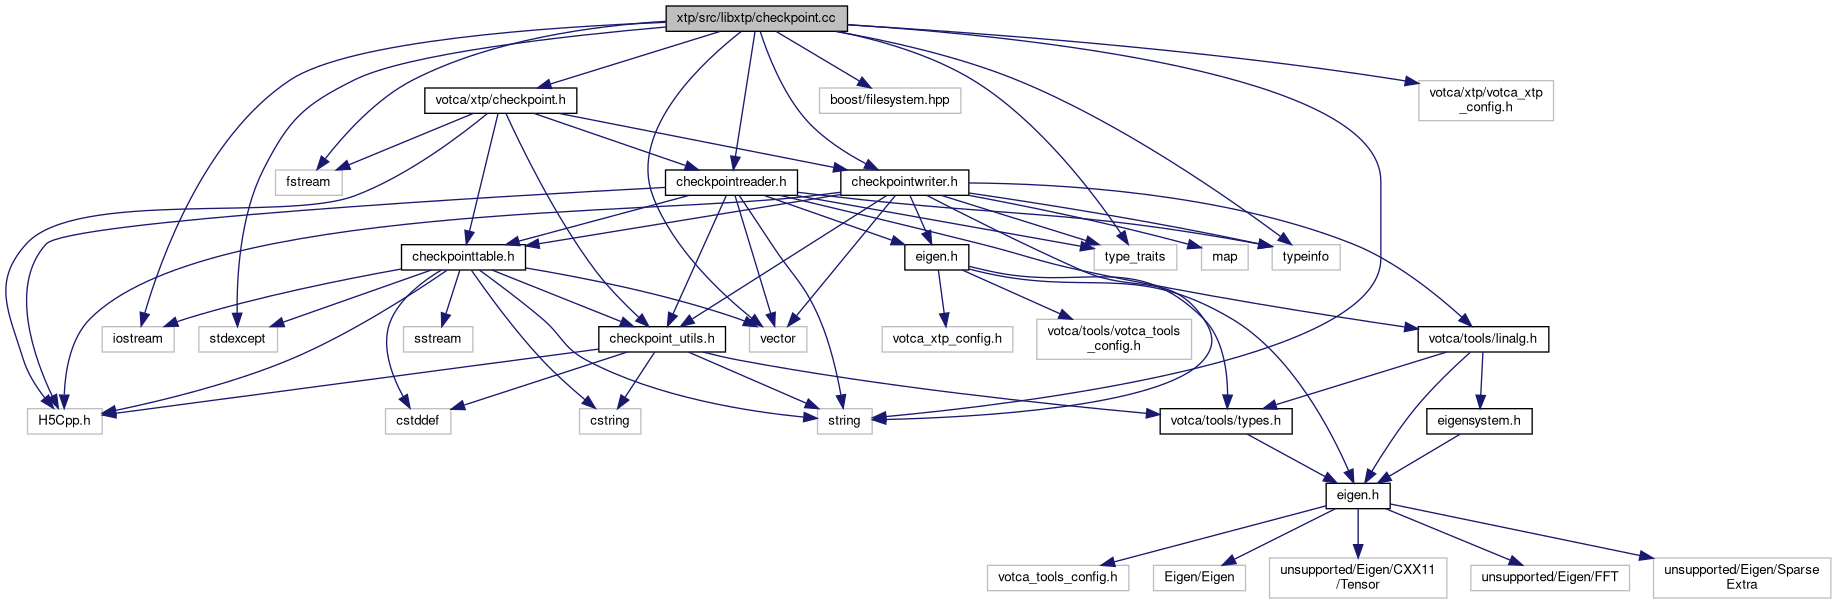 xtp/src/libxtp/checkpoint.cc
votca/xtp/checkpoint.h
boost/filesystem.hpp
votca/xtp/votca_xtp
_config.h
fstream
checkpointreader.h
checkpointwriter.h
checkpointtable.h
eigen.h
type_traits
map
typeinfo
iostream
stdexcept
sstream
checkpoint_utils.h
vector
votca_xtp_config.h
votca/tools/votca_tools
_config.h
votca/tools/linalg.h
H5Cpp.h
cstddef
cstring
string
votca/tools/types.h
eigensystem.h
eigen.h
votca_tools_config.h
Eigen/Eigen
unsupported/Eigen/CXX11
/Tensor
unsupported/Eigen/FFT
unsupported/Eigen/Sparse
Extra